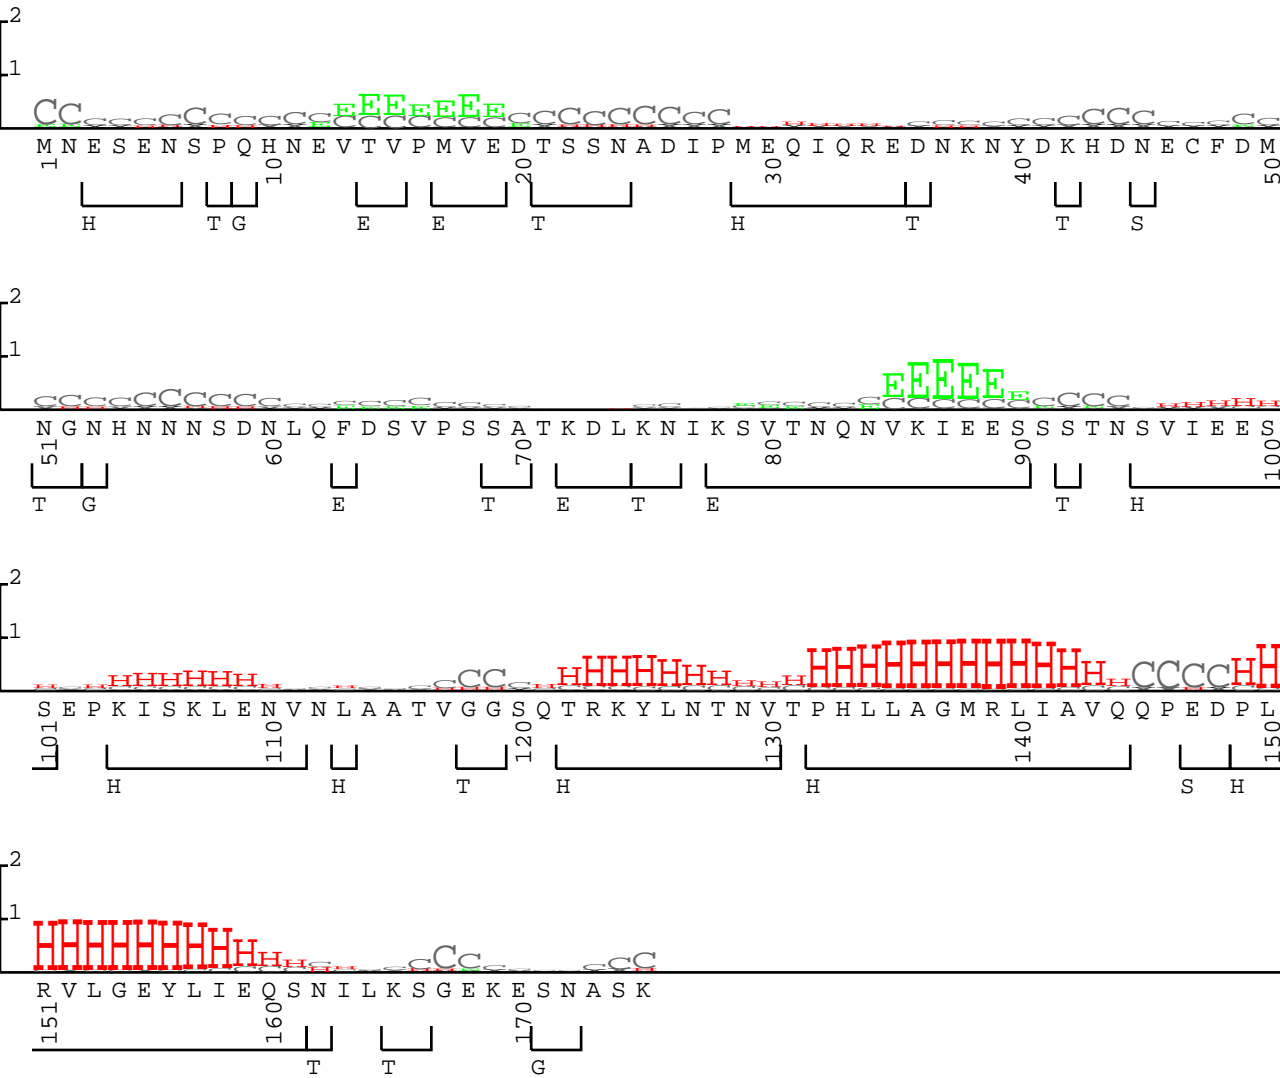 2
1
C C C C C C C C C C C C E E E E E E E C C C C C C C C C
M N E S E N S P Q H N E V T V P M V E D T S S N A D I P M E Q I Q R E D N K N Y D K H D N E C F D M
1 10 20 30 40 50
H T G E E T H T T S
2
1
E E E E E E
N G N H N N N S D N L Q F D S V P S S A T K D L K N I K S V T N Q N V K I E E S S S T N S V I E E S
51 60 70 80 90 100
T G E T E T E T H
2
1
H H H H H H C C C H H H H H H H H H H H H H H H H H H H H H H C C C C H H
S E P K I S K L E N V N L A A T V G G S Q T R K Y L N T N V T P H L L A G M R L I A V Q Q P E D P L
101 110 120 130 140 150
H H T H H S H
2
1
H H H H H H H H H H H C C C C C C
R V L G E Y L I E Q S N I L K S G E K E S N A S K
151 160 170
T T G